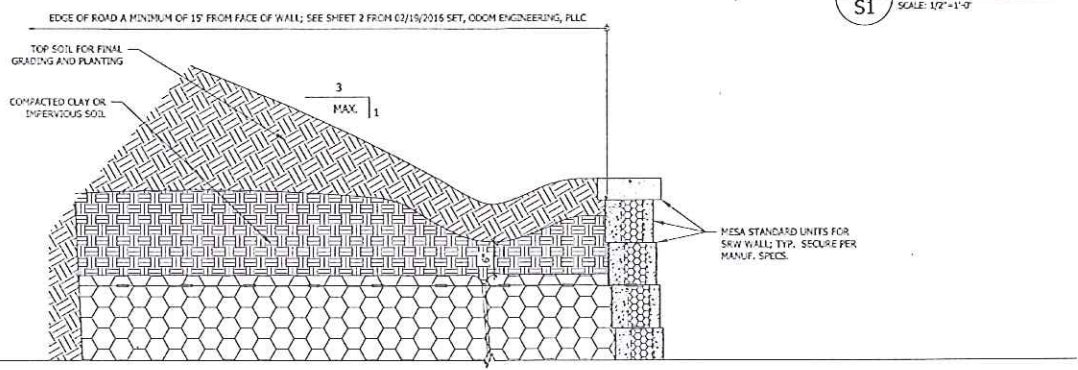 EDGE OF ROAD A MINIMUM OF 15' FROM FACE OF WALL; SEE SHEET 2 FROM 02/19/2016 SET, ODOM ENGINEERING, PLLC
S1
SCALE: 1/2"=1'-0"
TOP SOIL FOR FINAL
GRADING AND PLANTING
3
MAX.
1
COMPACTED CLAY OR
IMPERVIOUS SOIL
MESA STANDARD UNITS FOR
SRW WALL; TYP. SECURE PER
MANUF. SPECS.